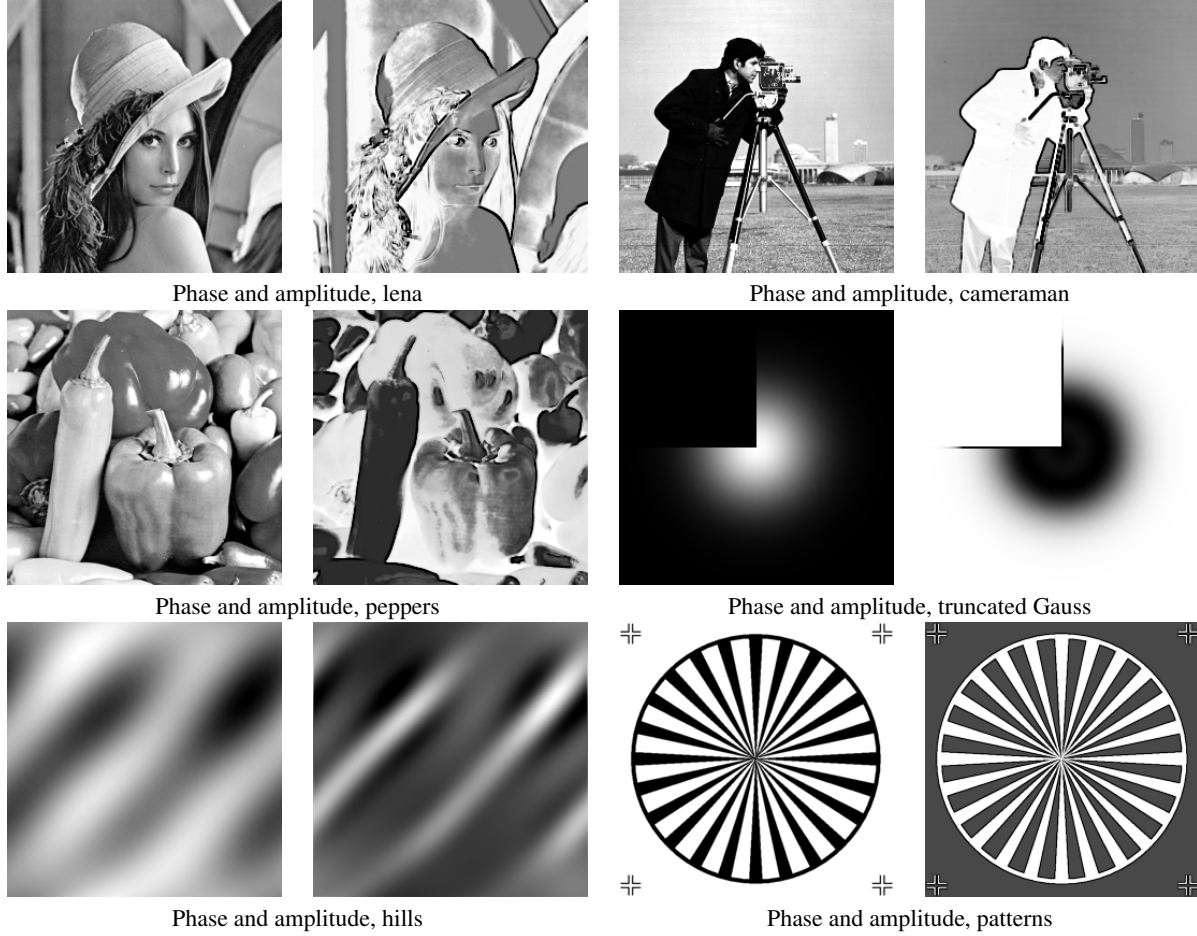 Phase and amplitude, lena
Phase and amplitude, cameraman
Phase and amplitude, peppers
Phase and amplitude, truncated Gauss
Phase and amplitude, hills
Phase and amplitude, patterns